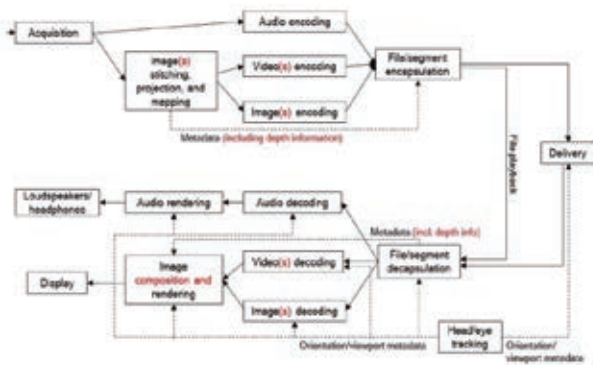 Acquisition
Audio encoding
Image(s)
stitching,
projection, and
mapping
Video(s) encoding
Image(s) encoding
File/segment
encapsulation
Metadata (including depth information)
File playback
Delivery
Loudspeakers/
headphones
Audio rendering
Audio decoding
Metadata (incl. depth info)
Display
Image
composition and
rendering
Video(s) decoding
Image(s) decoding
File/segment
decapsulation
Orientation/viewport metadata
Head/eye
tracking
Orientation/
viewport metadata